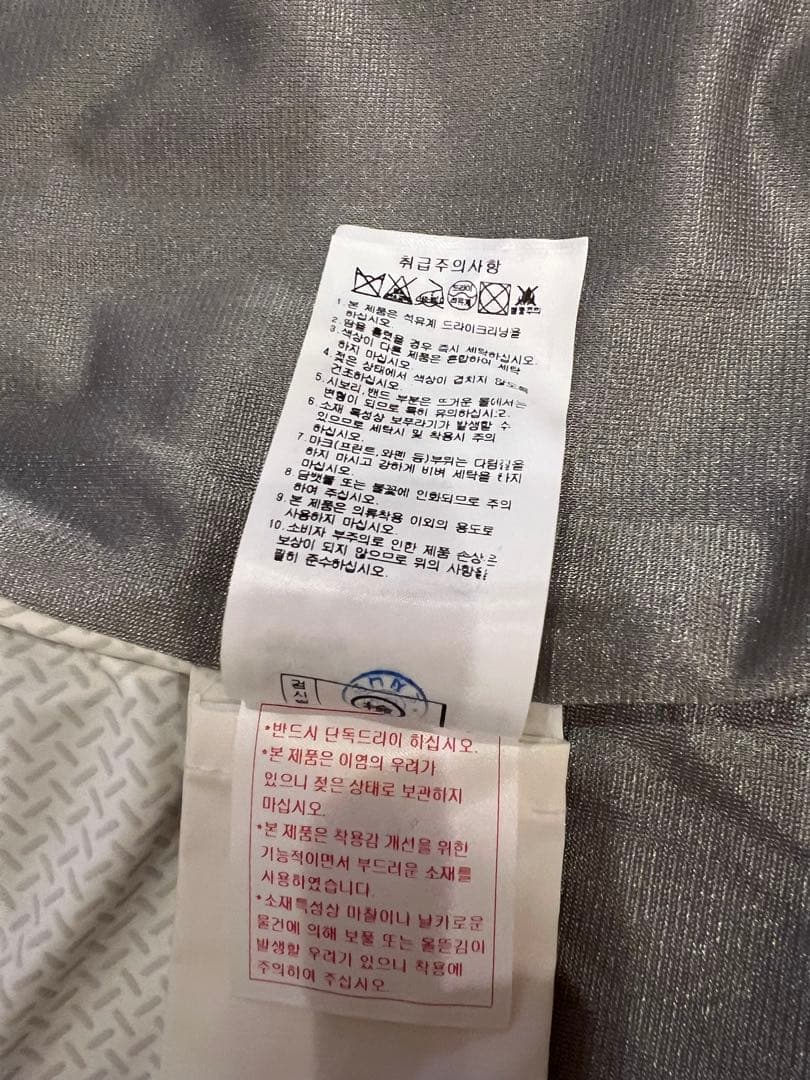 취급주의사항
드라이
석유계
1. 본 제품은 석유계 드라이크리닝을
하십시오.
2. 땀을 흘렸을 경우 즉시 세탁하십시오.
3. 색상이 다른 제품은 혼합하여 세탁
하지 마십시오.
4. 젖은 상태에서 색상이 겹치지 않도록
건조하십시오.
5. 시보리, 밴드 부분은 뜨거운 물에서는
변형이 되므로 특히 유의하십시오.
6. 소재 특성상 보푸라기가 발생할 수
있으므로 세탁시 및 착용시 주의
하십시오.
7. 마크(프린트, 와펜 등)부위는 다림질을
하지 마시고 강하게 비벼 세탁을 하지
마십시오.
8. 담뱃불 또는 불꽃에 인화되므로 주의
하여 주십시오.
9. 본 제품은 의류착용 이외의 용도로
사용하지 마십시오.
10. 소비자 부주의로 인한 제품 손상은
보상이 되지 않으므로 위의 사항을
필히 준수하십시오.
*반드시 단독드리이 하십시오.
*본 제품은 이염의 우려가
있으니 젖은 상태로 보관하지
마십시오.
*본 제품은 착용감 개선을 위한
기능적이면서 부드러운 소재를
사용하였습니다.
*소재특성상 마찰이나 날카로운
물건에 의해 보풀 또는 올뜯김이
발생할 우려가 있으니 착용에
주의하여 주십시오.